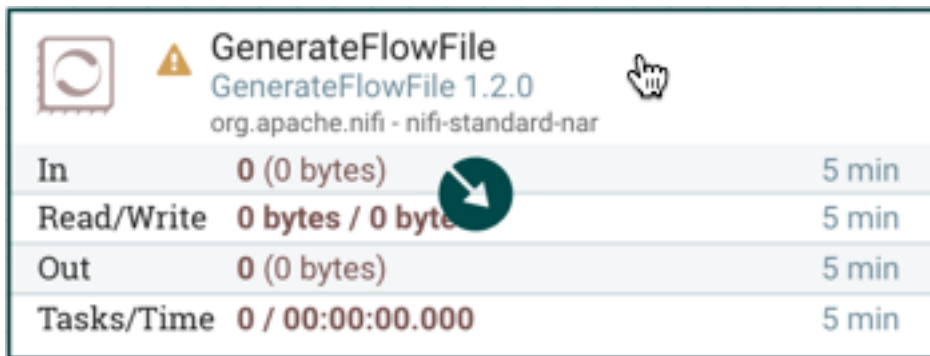 GenerateFlowFile
GenerateFlowFile 1.2.0
org.apache.nifi - nifi-standard-nar
In 0 (0 bytes) 5 min
Read/Write 0 bytes / 0 byte 5 min
Out 0 (0 bytes) 5 min
Tasks/Time 0 / 00:00:00.000 5 min